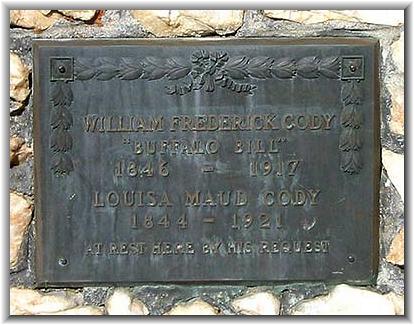 WILLIAM FREDERICK CODY
"BUFFALO BILL"
1846 - 1917
LOUISA MAUD CODY
1844 - 1921
AT REST HERE BY HIS REQUEST